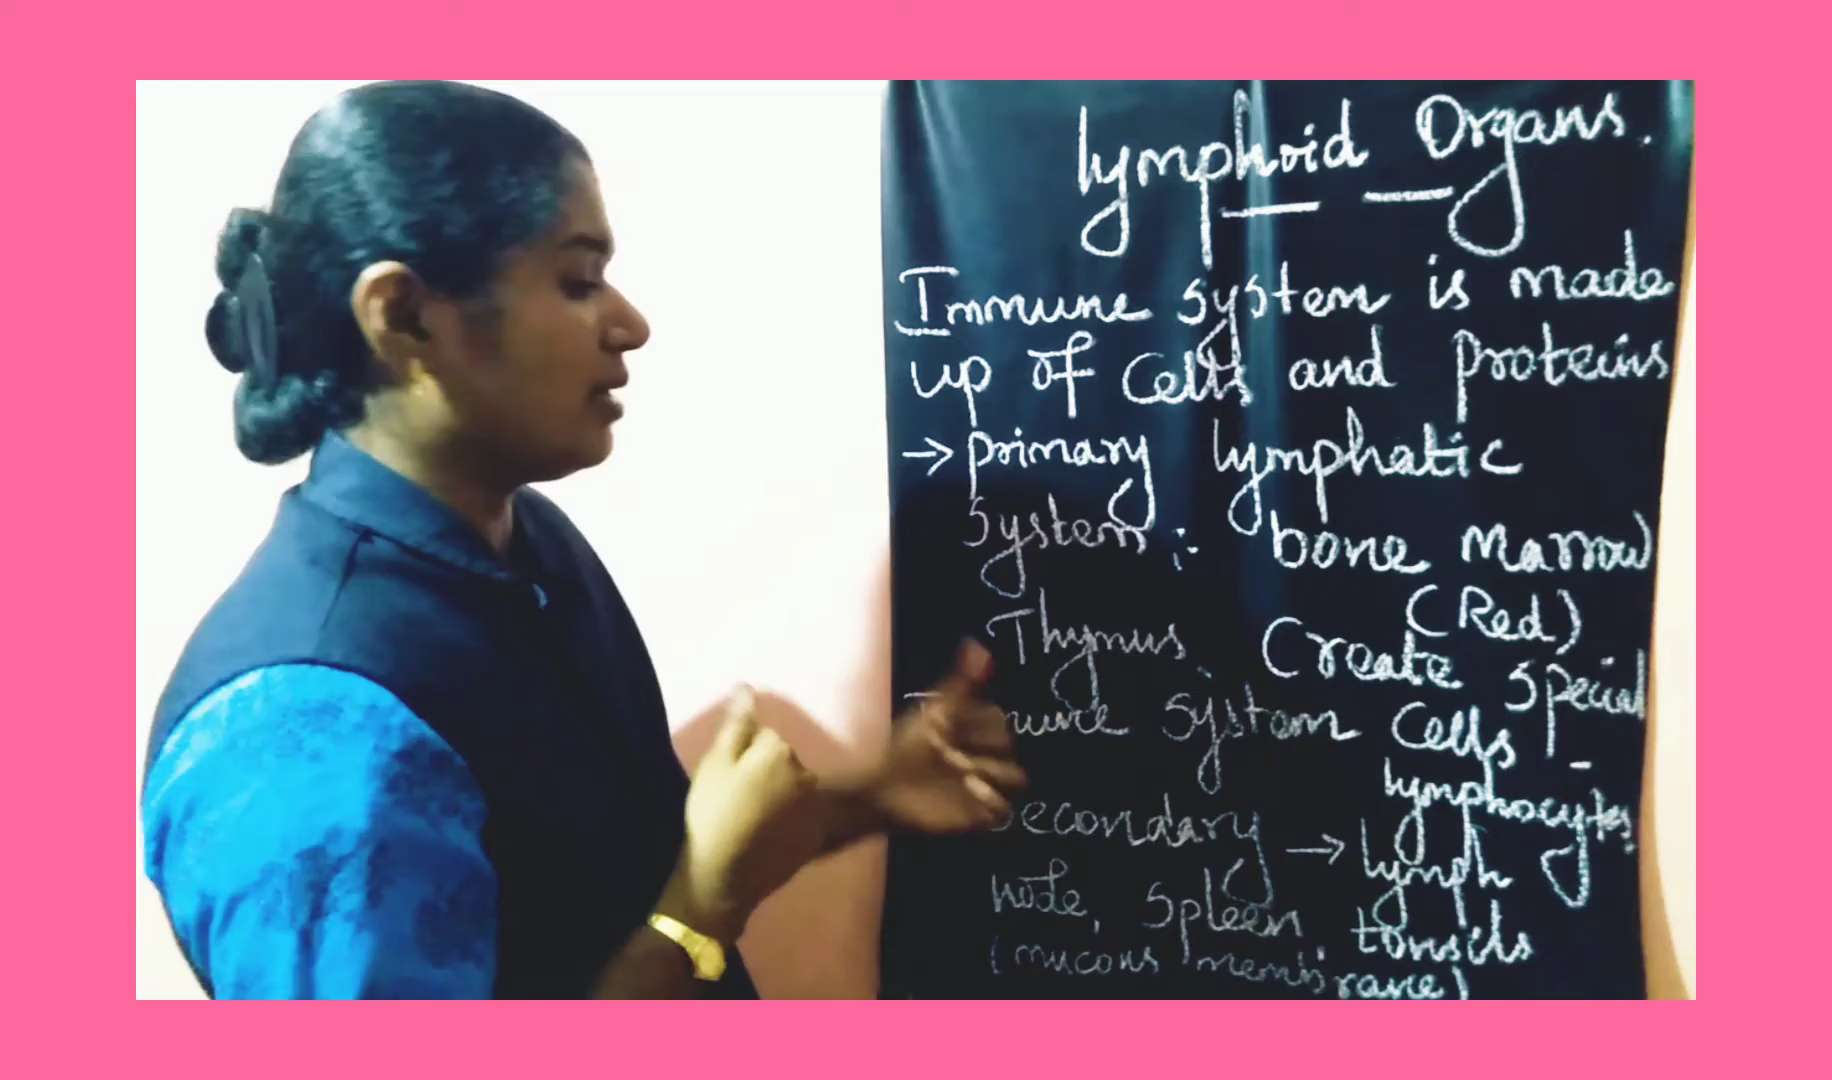 Lymphoid Organs.
Immune system is made
up of cells and proteins
→ primary lymphatic
System :- bone marrow
(Red)
Thymus. Create special
system cells -
lymphocytes.
Secondary → lymph
node, spleen, tonsils
(mucous membrane)